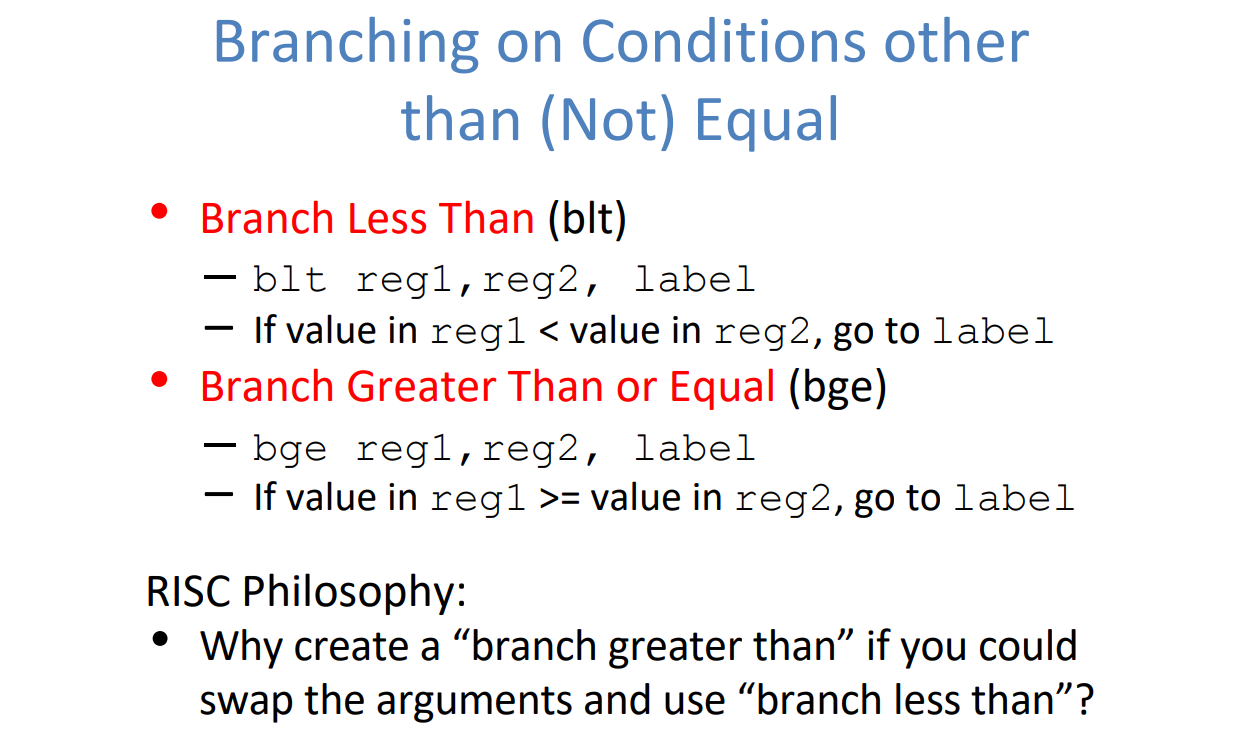 Branching on Conditions other
than (Not) Equal
• Branch Less Than (blt)
– blt reg1,reg2, label
– If value in reg1 < value in reg2, go to label
• Branch Greater Than or Equal (bge)
– bge reg1,reg2, label
– If value in reg1 >= value in reg2, go to label
RISC Philosophy:
• Why create a “branch greater than” if you could
swap the arguments and use “branch less than”?